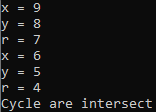 x = 9
y = 8
r = 7
x = 6
y = 5
r = 4
Cycle are intersect